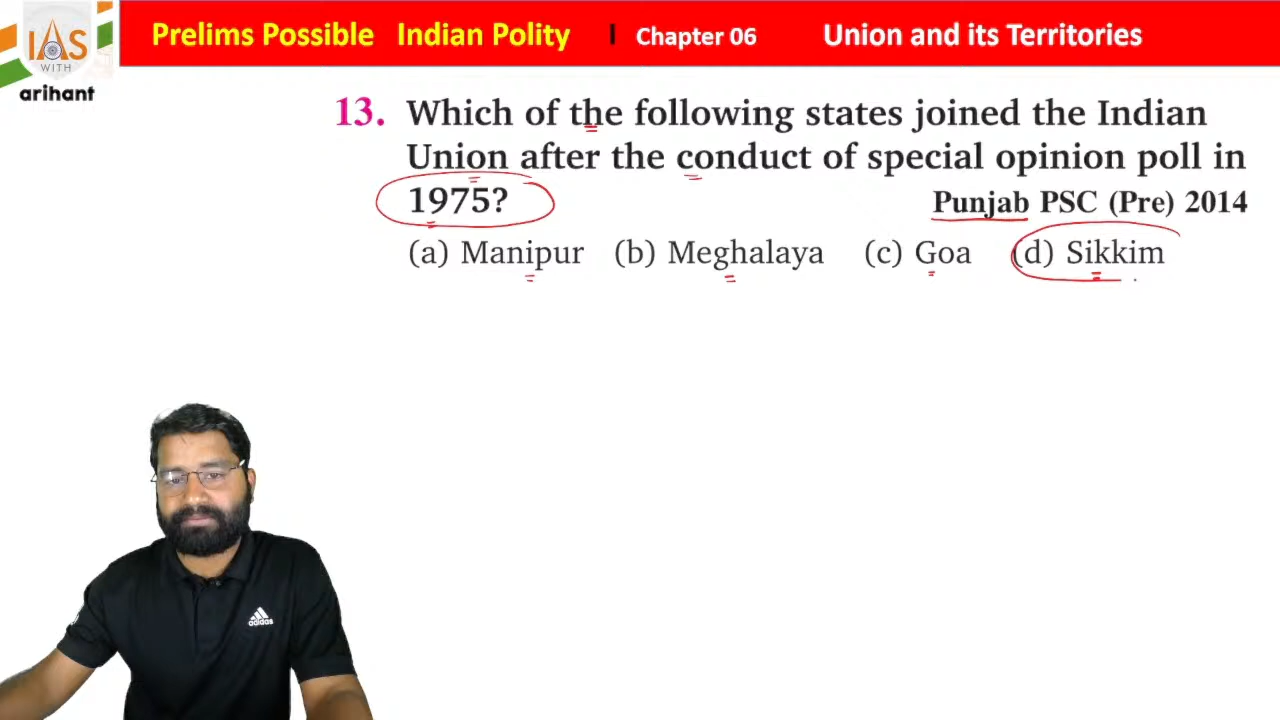 Prelims Possible Indian Polity | Chapter 06 Union and its Territories
IAS
WITH
arihant
13. Which of the following states joined the Indian
Union after the conduct of special opinion poll in
1975? Punjab PSC (Pre) 2014
(a) Manipur (b) Meghalaya (c) Goa (d) Sikkim
adidas